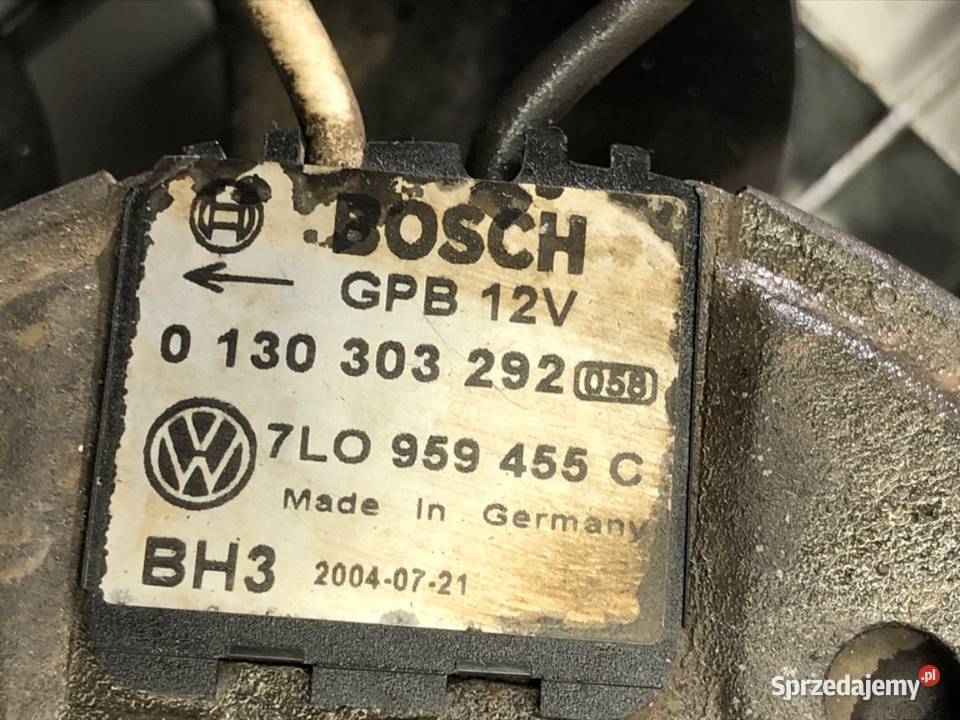 BOSCH
GPB 12V
0 130 303 292 058
7L0 959 455 C
Made in Germany
BH3 2004-07-21
Sprzedajemy.pl